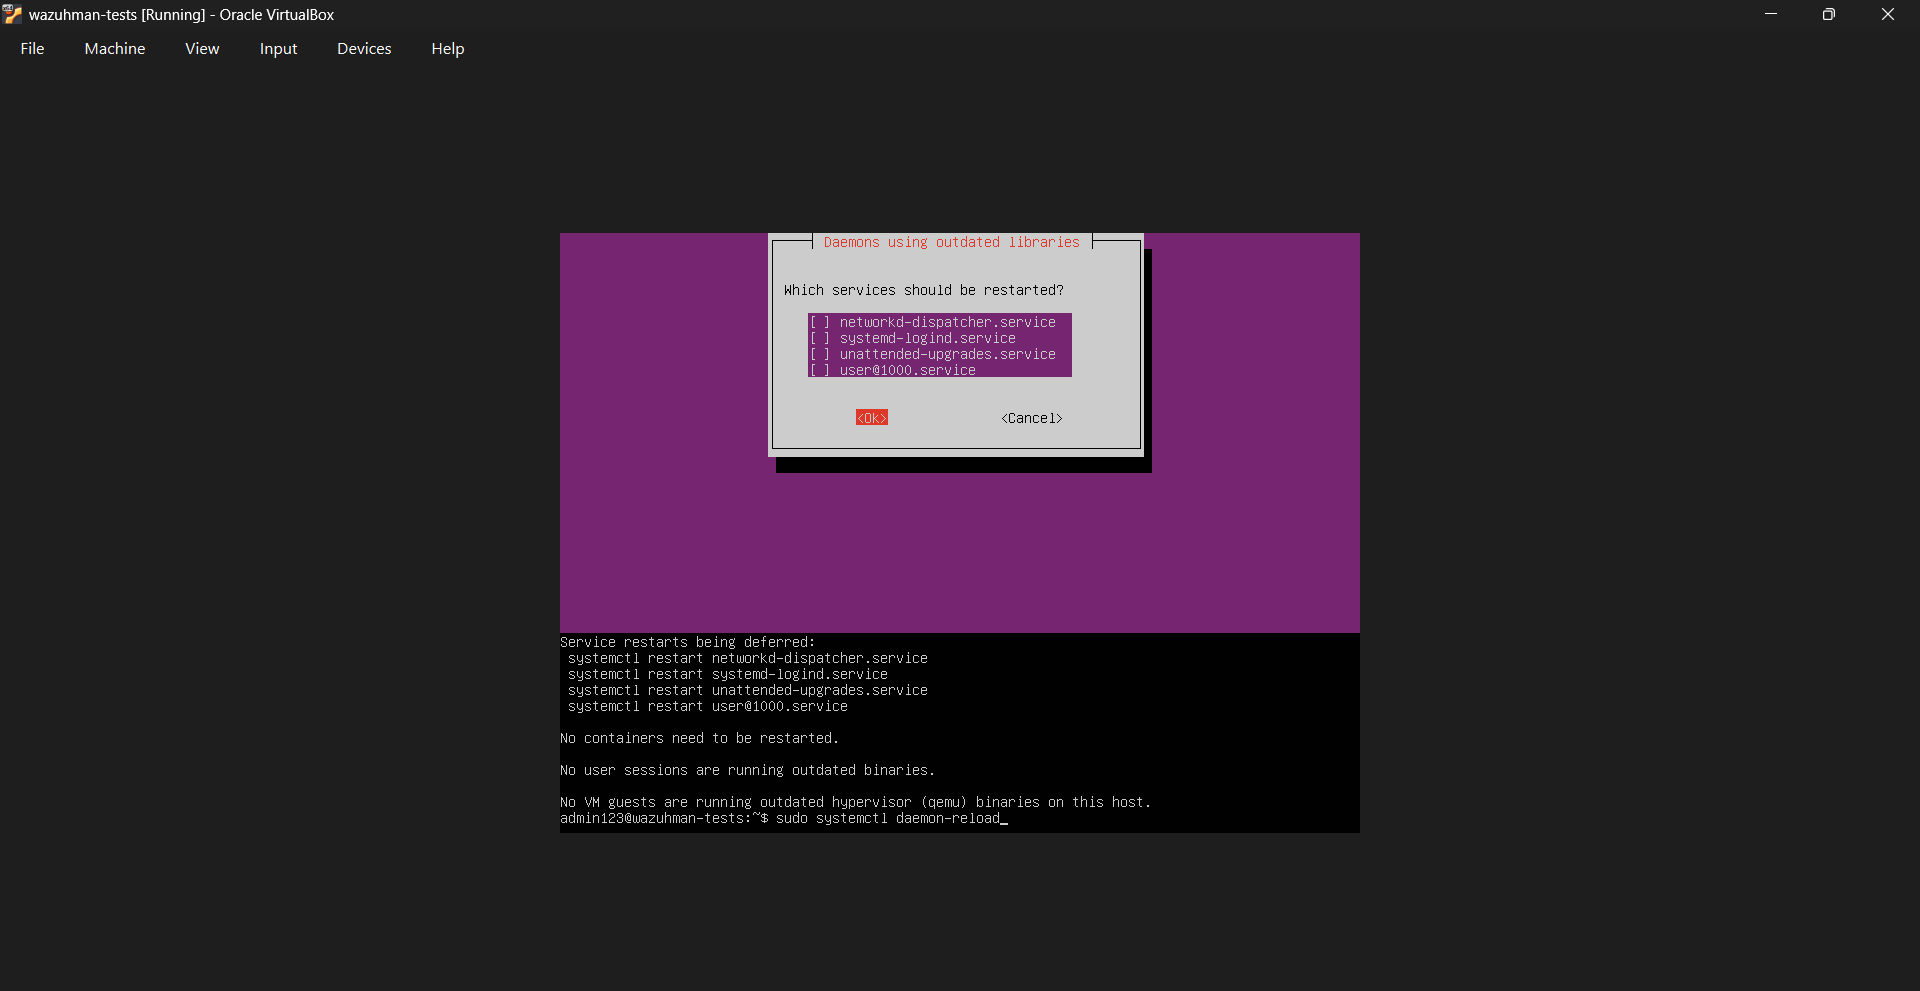 wazuhman-tests [Running] - Oracle VirtualBox
File Machine View Input Devices Help
Daemons using outdated libraries
Which services should be restarted?
[ ] networkd-dispatcher.service
[ ] systemd-logind.service
[ ] unattended-upgrades.service
[ ] user@1000.service
<Ok> <Cancel>
Service restarts being deferred:
systemctl restart networkd-dispatcher.service
systemctl restart systemd-logind.service
systemctl restart unattended-upgrades.service
systemctl restart user@1000.service
No containers need to be restarted.
No user sessions are running outdated binaries.
No VM guests are running outdated hypervisor (qemu) binaries on this host.
admin123@wazuhman-tests:~$ sudo systemctl daemon-reload_